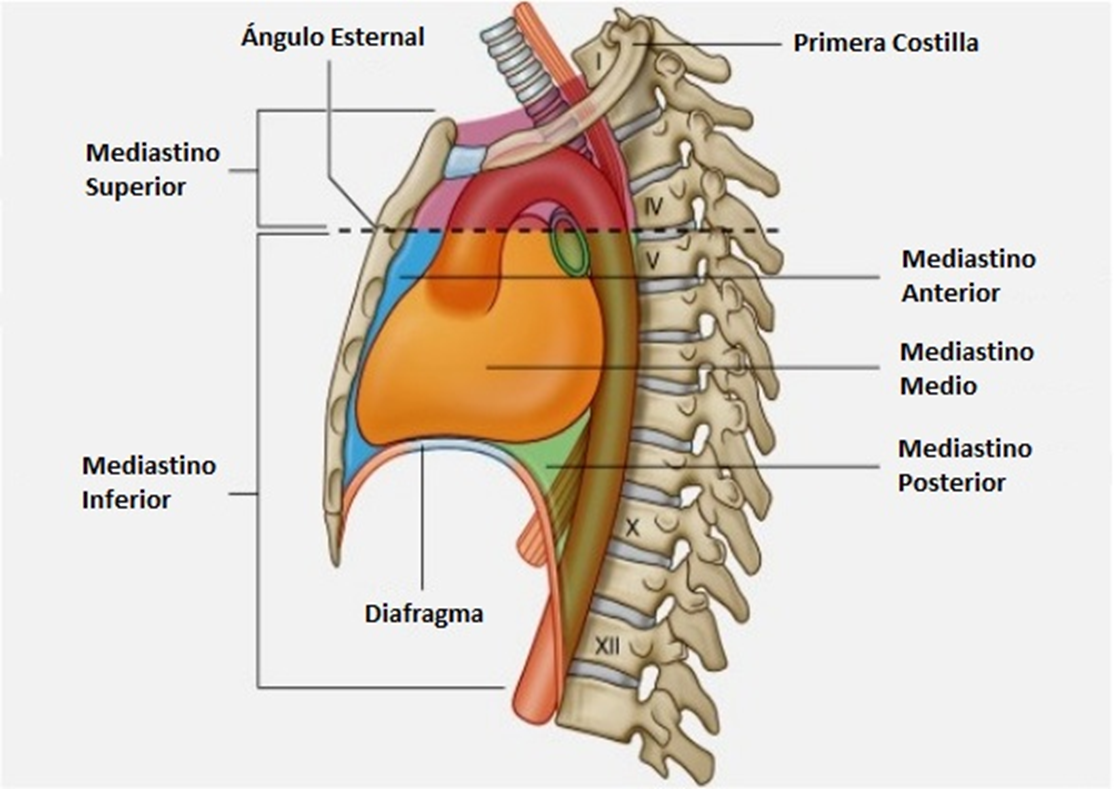 Ángulo Esternal
Primera Costilla
I
Mediastino
Superior
IV
V
Mediastino
Anterior
Mediastino
Medio
Mediastino
Posterior
Mediastino
Inferior
X
Diafragma
XII